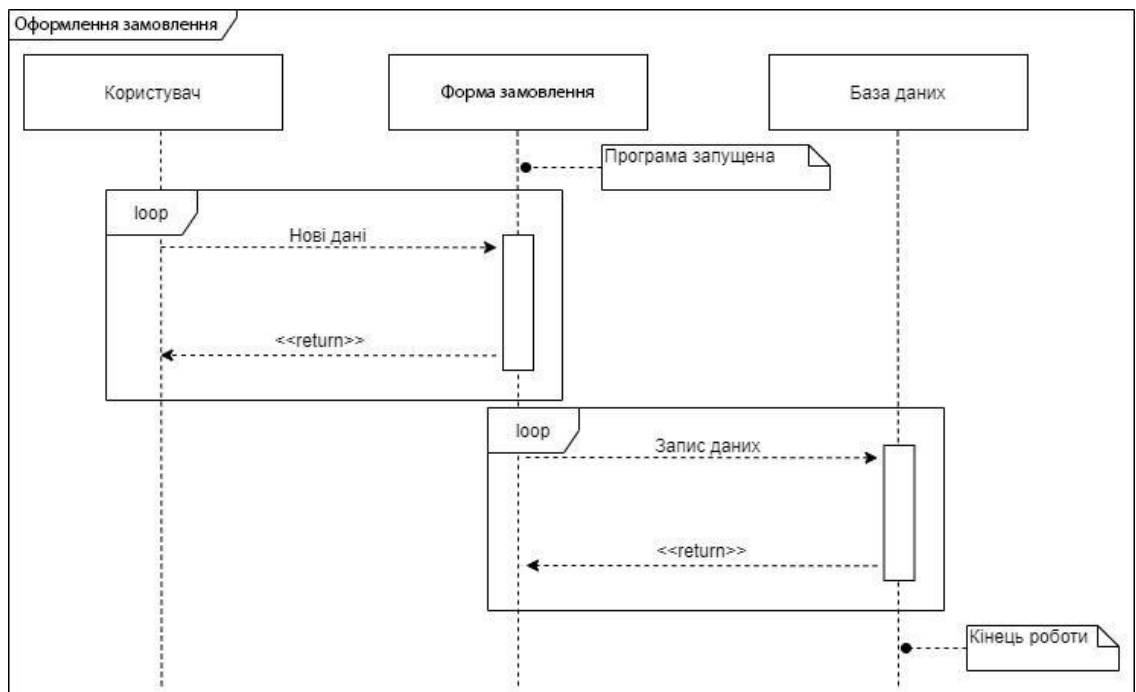 Оформлення замовлення
Користувач
Форма замовлення
База даних
Програма запущена
loop
Нові дані
<<return>>
loop
Запис даних
<<return>>
Кінець роботи